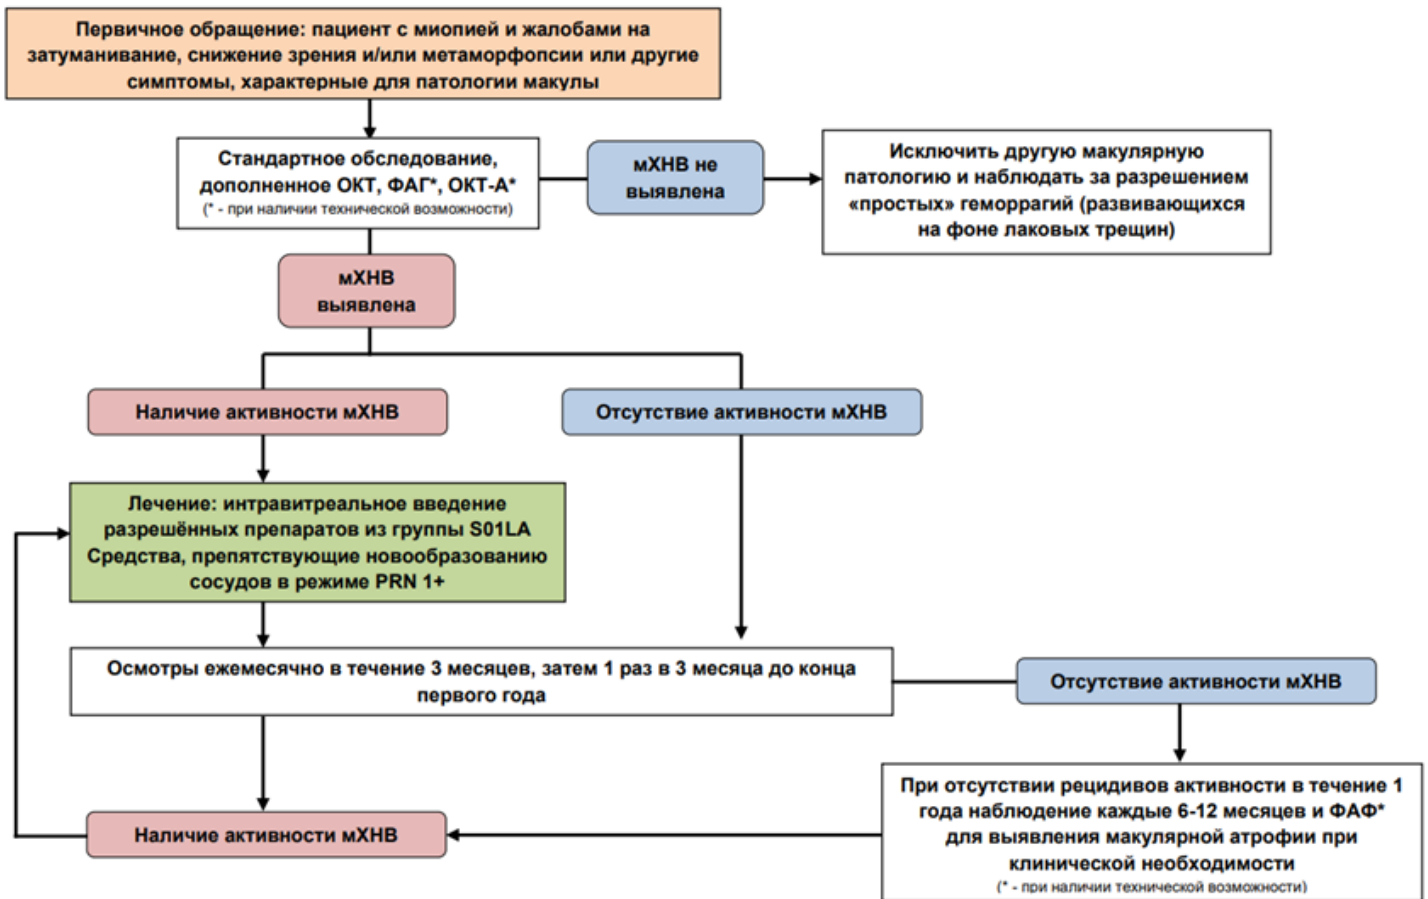 Первичное обращение: пациент с миопией и жалобами на
затуманивание, снижение зрения и/или метаморфопсии или другие
симптомы, характерные для патологии макулы
Стандартное обследование,
дополненное ОКТ, ФАГ*, ОКТ-А*
(* - при наличии технической возможности)
мХНВ не
выявлена
Исключить другую макулярную
патологию и наблюдать за разрешением
«простых» геморрагий (развивающихся
на фоне лаковых трещин)
мХНВ
выявлена
Наличие активности мХНВ
Отсутствие активности мХНВ
Лечение: интравитреальное введение
разрешённых препаратов из группы S01LA
Средства, препятствующие новообразованию
сосудов в режиме PRN 1+
Осмотры ежемесячно в течение 3 месяцев, затем 1 раз в 3 месяца до конца
первого года
Отсутствие активности мХНВ
При отсутствии рецидивов активности в течение 1
года наблюдение каждые 6-12 месяцев и ФАФ*
для выявления макулярной атрофии при
клинической необходимости
(* - при наличии технической возможности)
Наличие активности мХНВ